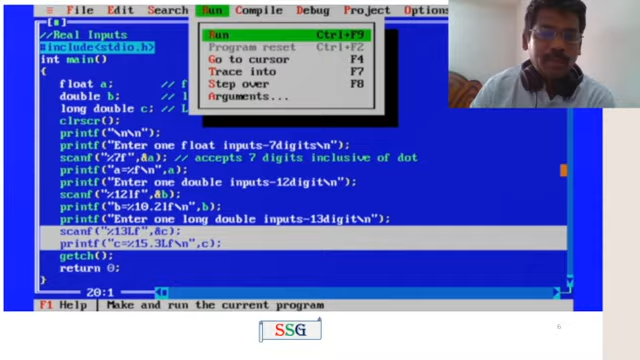 ≡ File Edit Search Run Compile Debug Project Options
Run Ctrl+F9
Program reset Ctrl+F2
Go to cursor F4
Trace into F7
Step over F8
Arguments...
//Real Inputs
#include<stdio.h>
int main()
{
float a; // f
double b; // l
long double c; // L
clrscr();
printf("\n\n");
printf("Enter one float inputs-7digits\n");
scanf("%7f",&a); // accepts 7 digits inclusive of dot
printf("a=%f\n",a);
printf("Enter one double inputs-12digit\n");
scanf("%12lf",&b);
printf("b=%10.2lf\n",b);
printf("Enter one long double inputs-13digit\n");
scanf("%13Lf",&c);
printf("c=%15.3Lf\n",c);
getch();
return 0;
}
20:1
F1 Help | Make and run the current program
SSG
6